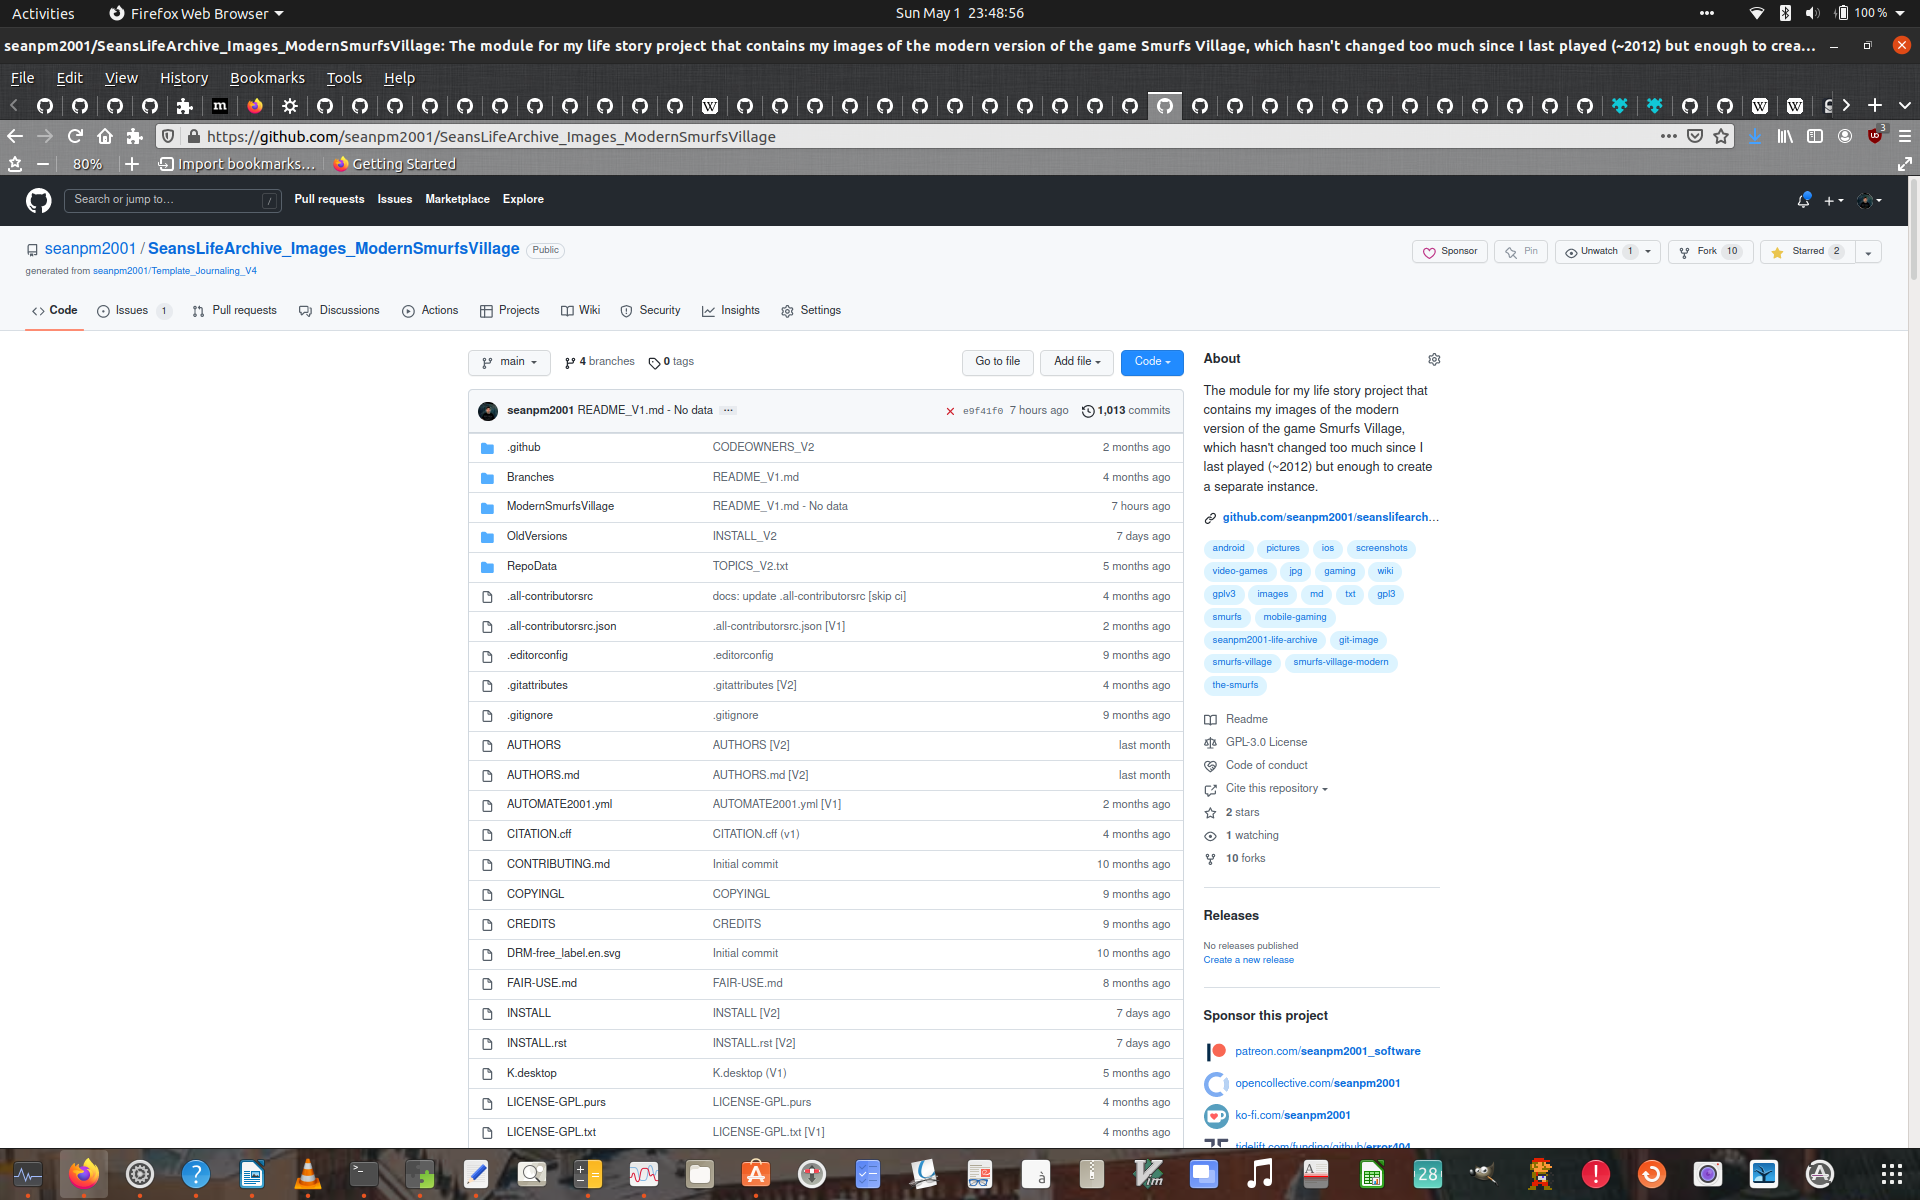 Activities Firefox Web Browser Sun May 1 23:48:56 100 %
seanpm2001/SeansLifeArchive_Images_ModernSmurfsVillage: The module for my life story project that contains my images of the modern version of the game Smurfs Village, which hasn't changed too much since I last played (~2012) but enough to crea...
File Edit View History Bookmarks Tools Help
https://github.com/seanpm2001/SeansLifeArchive_Images_ModernSmurfsVillage 3
80% Import bookmarks... Getting Started
Search or jump to... / Pull requests Issues Marketplace Explore
seanpm2001 / SeansLifeArchive_Images_ModernSmurfsVillage Public Sponsor Pin Unwatch 1 Fork 10 Starred 2
generated from seanpm2001/Template_Journaling_V4
Code Issues 1 Pull requests Discussions Actions Projects Wiki Security Insights Settings
main 4 branches 0 tags Go to file Add file Code
seanpm2001 README_V1.md - No data ... e9f41f0 7 hours ago 1,013 commits
.github CODEOWNERS_V2 2 months ago
Branches README_V1.md 4 months ago
ModernSmurfsVillage README_V1.md - No data 7 hours ago
OldVersions INSTALL_V2 7 days ago
RepoData TOPICS_V2.txt 5 months ago
.all-contributorsrc docs: update .all-contributorsrc [skip ci] 4 months ago
.all-contributorsrc.json .all-contributorsrc.json [V1] 2 months ago
.editorconfig .editorconfig 9 months ago
.gitattributes .gitattributes [V2] 4 months ago
.gitignore .gitignore 9 months ago
AUTHORS AUTHORS [V2] last month
AUTHORS.md AUTHORS.md [V2] last month
AUTOMATE2001.yml AUTOMATE2001.yml [V1] 2 months ago
CITATION.cff CITATION.cff (v1) 4 months ago
CONTRIBUTING.md Initial commit 10 months ago
COPYINGL COPYINGL 9 months ago
CREDITS CREDITS 9 months ago
DRM-free_label.en.svg Initial commit 10 months ago
FAIR-USE.md FAIR-USE.md 8 months ago
INSTALL INSTALL [V2] 7 days ago
INSTALL.rst INSTALL.rst [V2] 7 days ago
K.desktop K.desktop (V1) 5 months ago
LICENSE-GPL.purs LICENSE-GPL.purs 4 months ago
LICENSE-GPL.txt LICENSE-GPL.txt [V1] 4 months ago
About
The module for my life story project that
contains my images of the modern
version of the game Smurfs Village,
which hasn't changed too much since I
last played (~2012) but enough to create
a separate instance.
github.com/seanpm2001/seanslifearch...
android pictures ios screenshots
video-games jpg gaming wiki
gplv3 images md txt gpl3
smurfs mobile-gaming
seanpm2001-life-archive git-image
smurfs-village smurfs-village-modern
the-smurfs
Readme
GPL-3.0 License
Code of conduct
Cite this repository
2 stars
1 watching
10 forks
Releases
No releases published
Create a new release
Sponsor this project
patreon.com/seanpm2001_software
opencollective.com/seanpm2001
ko-fi.com/seanpm2001
tidelift.com/funding/github/error404
28